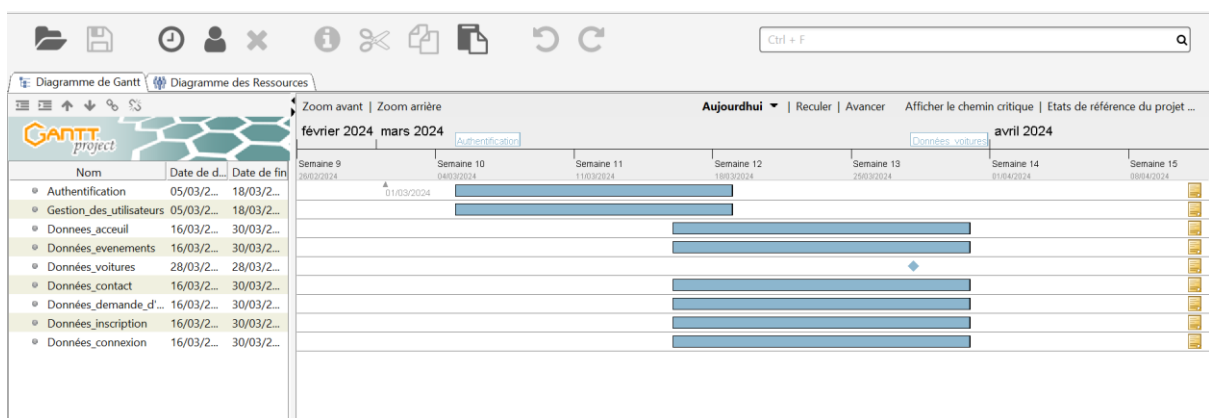 Ctrl + F
Diagramme de Gantt Diagramme des Ressources
Zoom avant | Zoom arrière Aujourd'hui | Reculer | Avancer Afficher le chemin critique | Etats de référence du projet ...
GANTT project
février 2024 mars 2024 avril 2024
Authentification Données_voitures
Semaine 9 Semaine 10 Semaine 11 Semaine 12 Semaine 13 Semaine 14 Semaine 15
26/02/2024 04/03/2024 11/03/2024 18/03/2024 25/03/2024 01/04/2024 08/04/2024
Nom Date de d... Date de fin
Authentification 05/03/2... 18/03/2... 01/03/2024
Gestion_des_utilisateurs 05/03/2... 18/03/2...
Donnees_acceuil 16/03/2... 30/03/2...
Données_evenements 16/03/2... 30/03/2...
Données_voitures 28/03/2... 28/03/2...
Données_contact 16/03/2... 30/03/2...
Données_demande_d'... 16/03/2... 30/03/2...
Données_inscription 16/03/2... 30/03/2...
Données_connexion 16/03/2... 30/03/2...